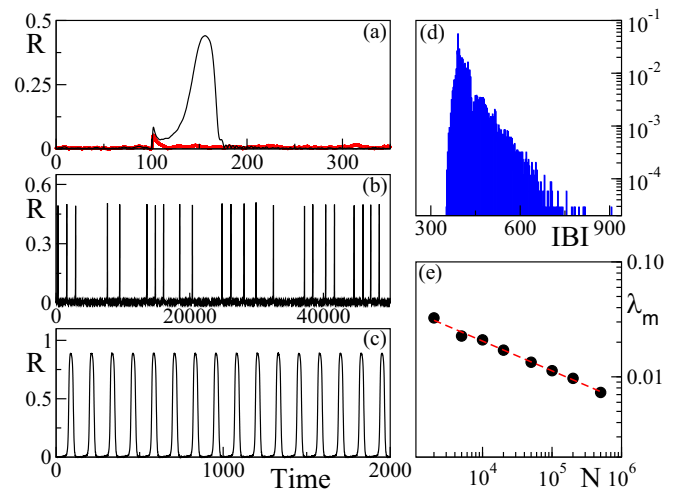 0.5
R
0.25
0
(a)
0 100 200 300
0.6
R
0.3
0
(b)
0 20000 40000
1
R
0.5
0
(c)
0 1000 2000
Time
(d)
10^-1
10^-2
10^-3
10^-4
300 600 900
IBI
(e)
0.10
λm
0.01
10^4 10^5 N 10^6